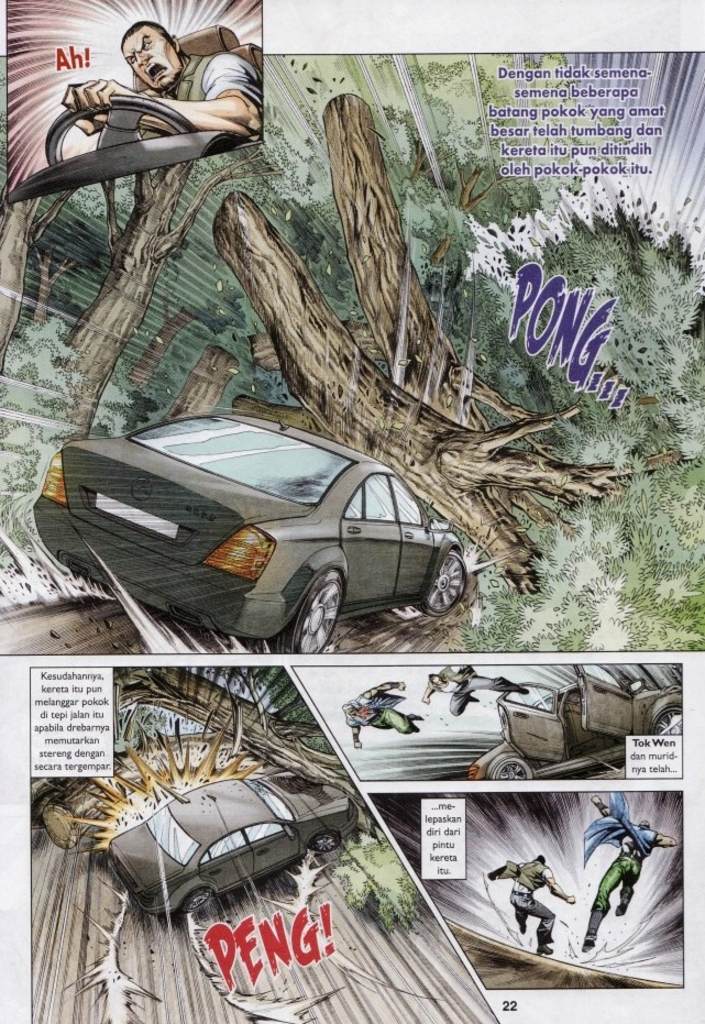 Ah!
Dengan tidak semena-
semena beberapa
batang pokok yang amat
besar telah tumbang dan
kereta itu pun ditindih
oleh pokok-pokok itu.
PONGzzz
Kesudahannya,
kereta itu pun
melanggar pokok
di tepi jalan itu
apabila drebarnya
memutarkan
stereng dengan
secara tergempar.
PENG!
Tok Wen
dan murid-
nya telah...
...me-
lepaskan
diri dari
pintu
kereta
itu.
22